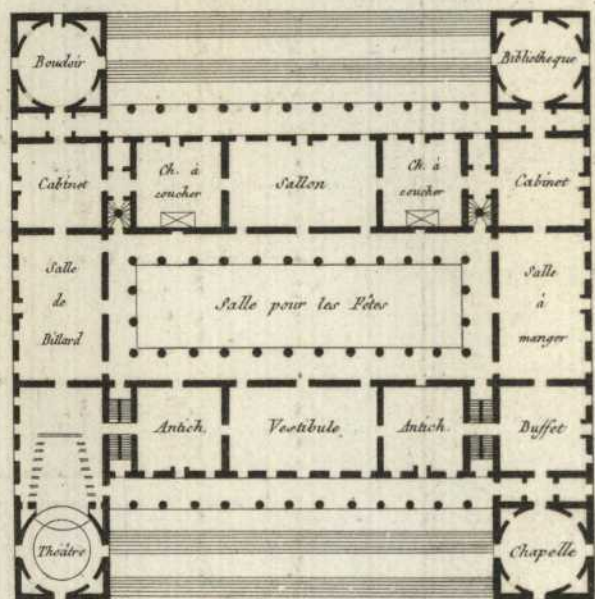 Boudoir
Bibliotheque
Cabinet
Ch. à
coucher
Sallon
Ch. à
coucher
Cabinet
Salle
de
Billard
Salle pour les Fêtes
Salle
à
manger
Antich.
Vestibule
Antich.
Buffet
Théâtre
Chapelle